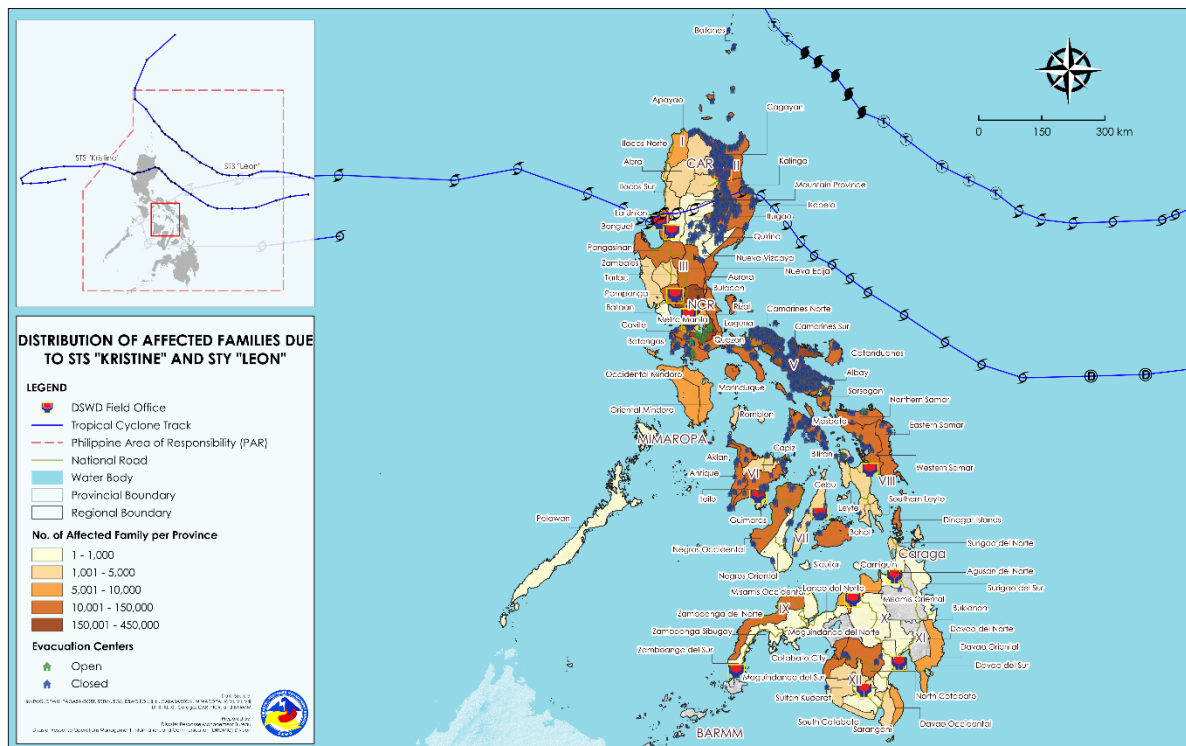 STS "Kristine"
STS "Leon"
DISTRIBUTION OF AFFECTED FAMILIES DUE
TO STS "KRISTINE" AND STY "LEON"
LEGEND
DSWD Field Office
Tropical Cyclone Track
Philippine Area of Responsibility (PAR)
National Road
Water Body
Provincial Boundary
Regional Boundary
No. of Affected Family per Province
1 - 1,000
1,001 - 5,000
5,001 - 10,000
10,001 - 150,000
150,001 - 450,000
Evacuation Centers
Open
Closed
Data Source:
Prepared by:
Disaster Response Management Bureau
0 150 300 km
Batanes
Apayao
Cagayan
Ilocos Norte
I
CAR
II
Abra
Kalinga
Ilocos Sur
Mountain Province
Isabela
La Union
Ifugao
Benguet
Quirino
Pangasinan
Nueva Vizcaya
Zambales
III
Nueva Ecija
Tarlac
Aurora
Pampanga
Bulacan
Bataan
NCR
Rizal
Camarines Norte
Metro Manila
Cavite
Laguna
Camarines Sur
Batangas
Quezon
Catanduanes
V
Occidental Mindoro
Marinduque
Albay
Sorsogon
Oriental Mindoro
Romblon
Masbate
Northern Samar
MIMAROPA
Eastern Samar
Aklan
Capiz
Biliran
VI
Western Samar
Antique
Cebu
VIII
Iloilo
Leyte
Southern Leyte
Palawan
Guimaras
Dinagat Islands
VII
Bohol
Negros Occidental
Caraga
Surigao del Norte
Siquijor
Camiguin
Negros Oriental
Agusan del Norte
Misamis Occidental
Lanao del Norte
Surigao del Sur
Misamis Oriental
Zamboanga del Norte
IX
Bukidnon
X
Zamboanga Sibugay
Maguindanao del Norte
XI
Davao del Norte
Zamboanga del Sur
Cotabato City
Davao Oriental
Davao del Sur
Maguindanao del Sur
XII
Sultan Kudarat
North Cotabato
South Cotabato
Davao Occidental
Sarangani
BARMM